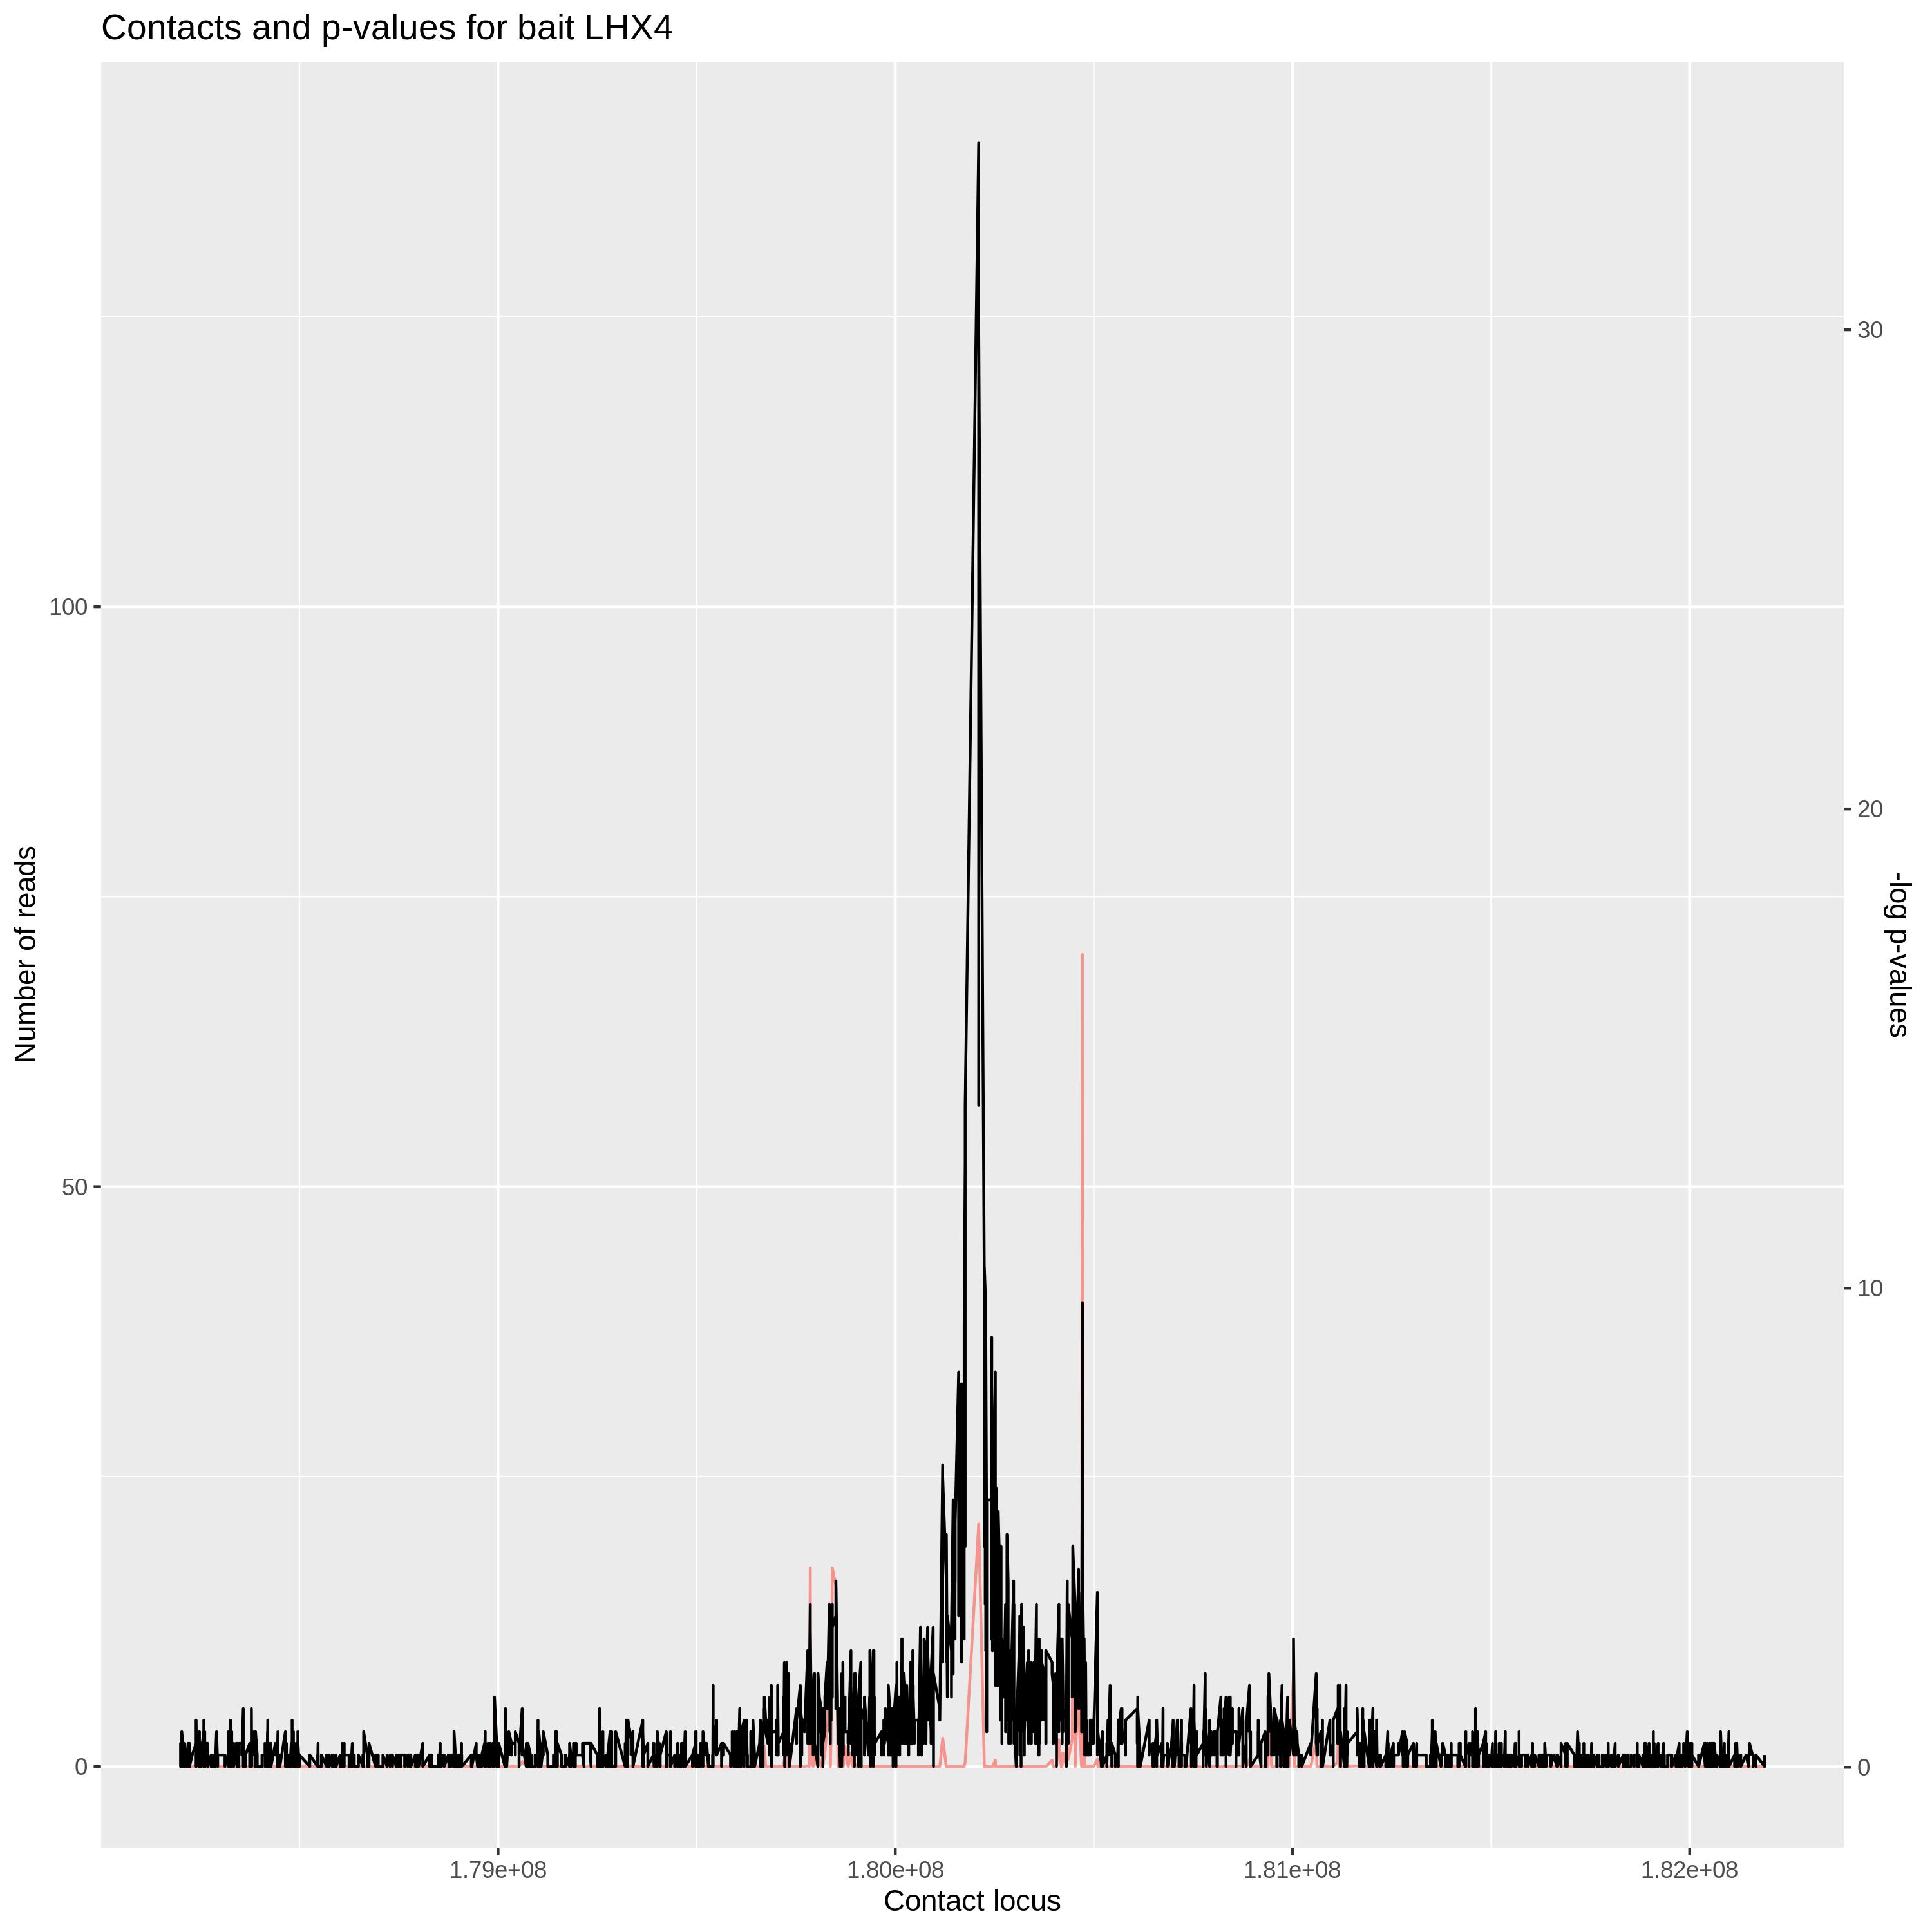 Contacts and p-values for bait LHX4
Number of reads
100
50
0
30
20
10
0
-log p-values
1.79e+08
1.80e+08
1.81e+08
1.82e+08
Contact locus